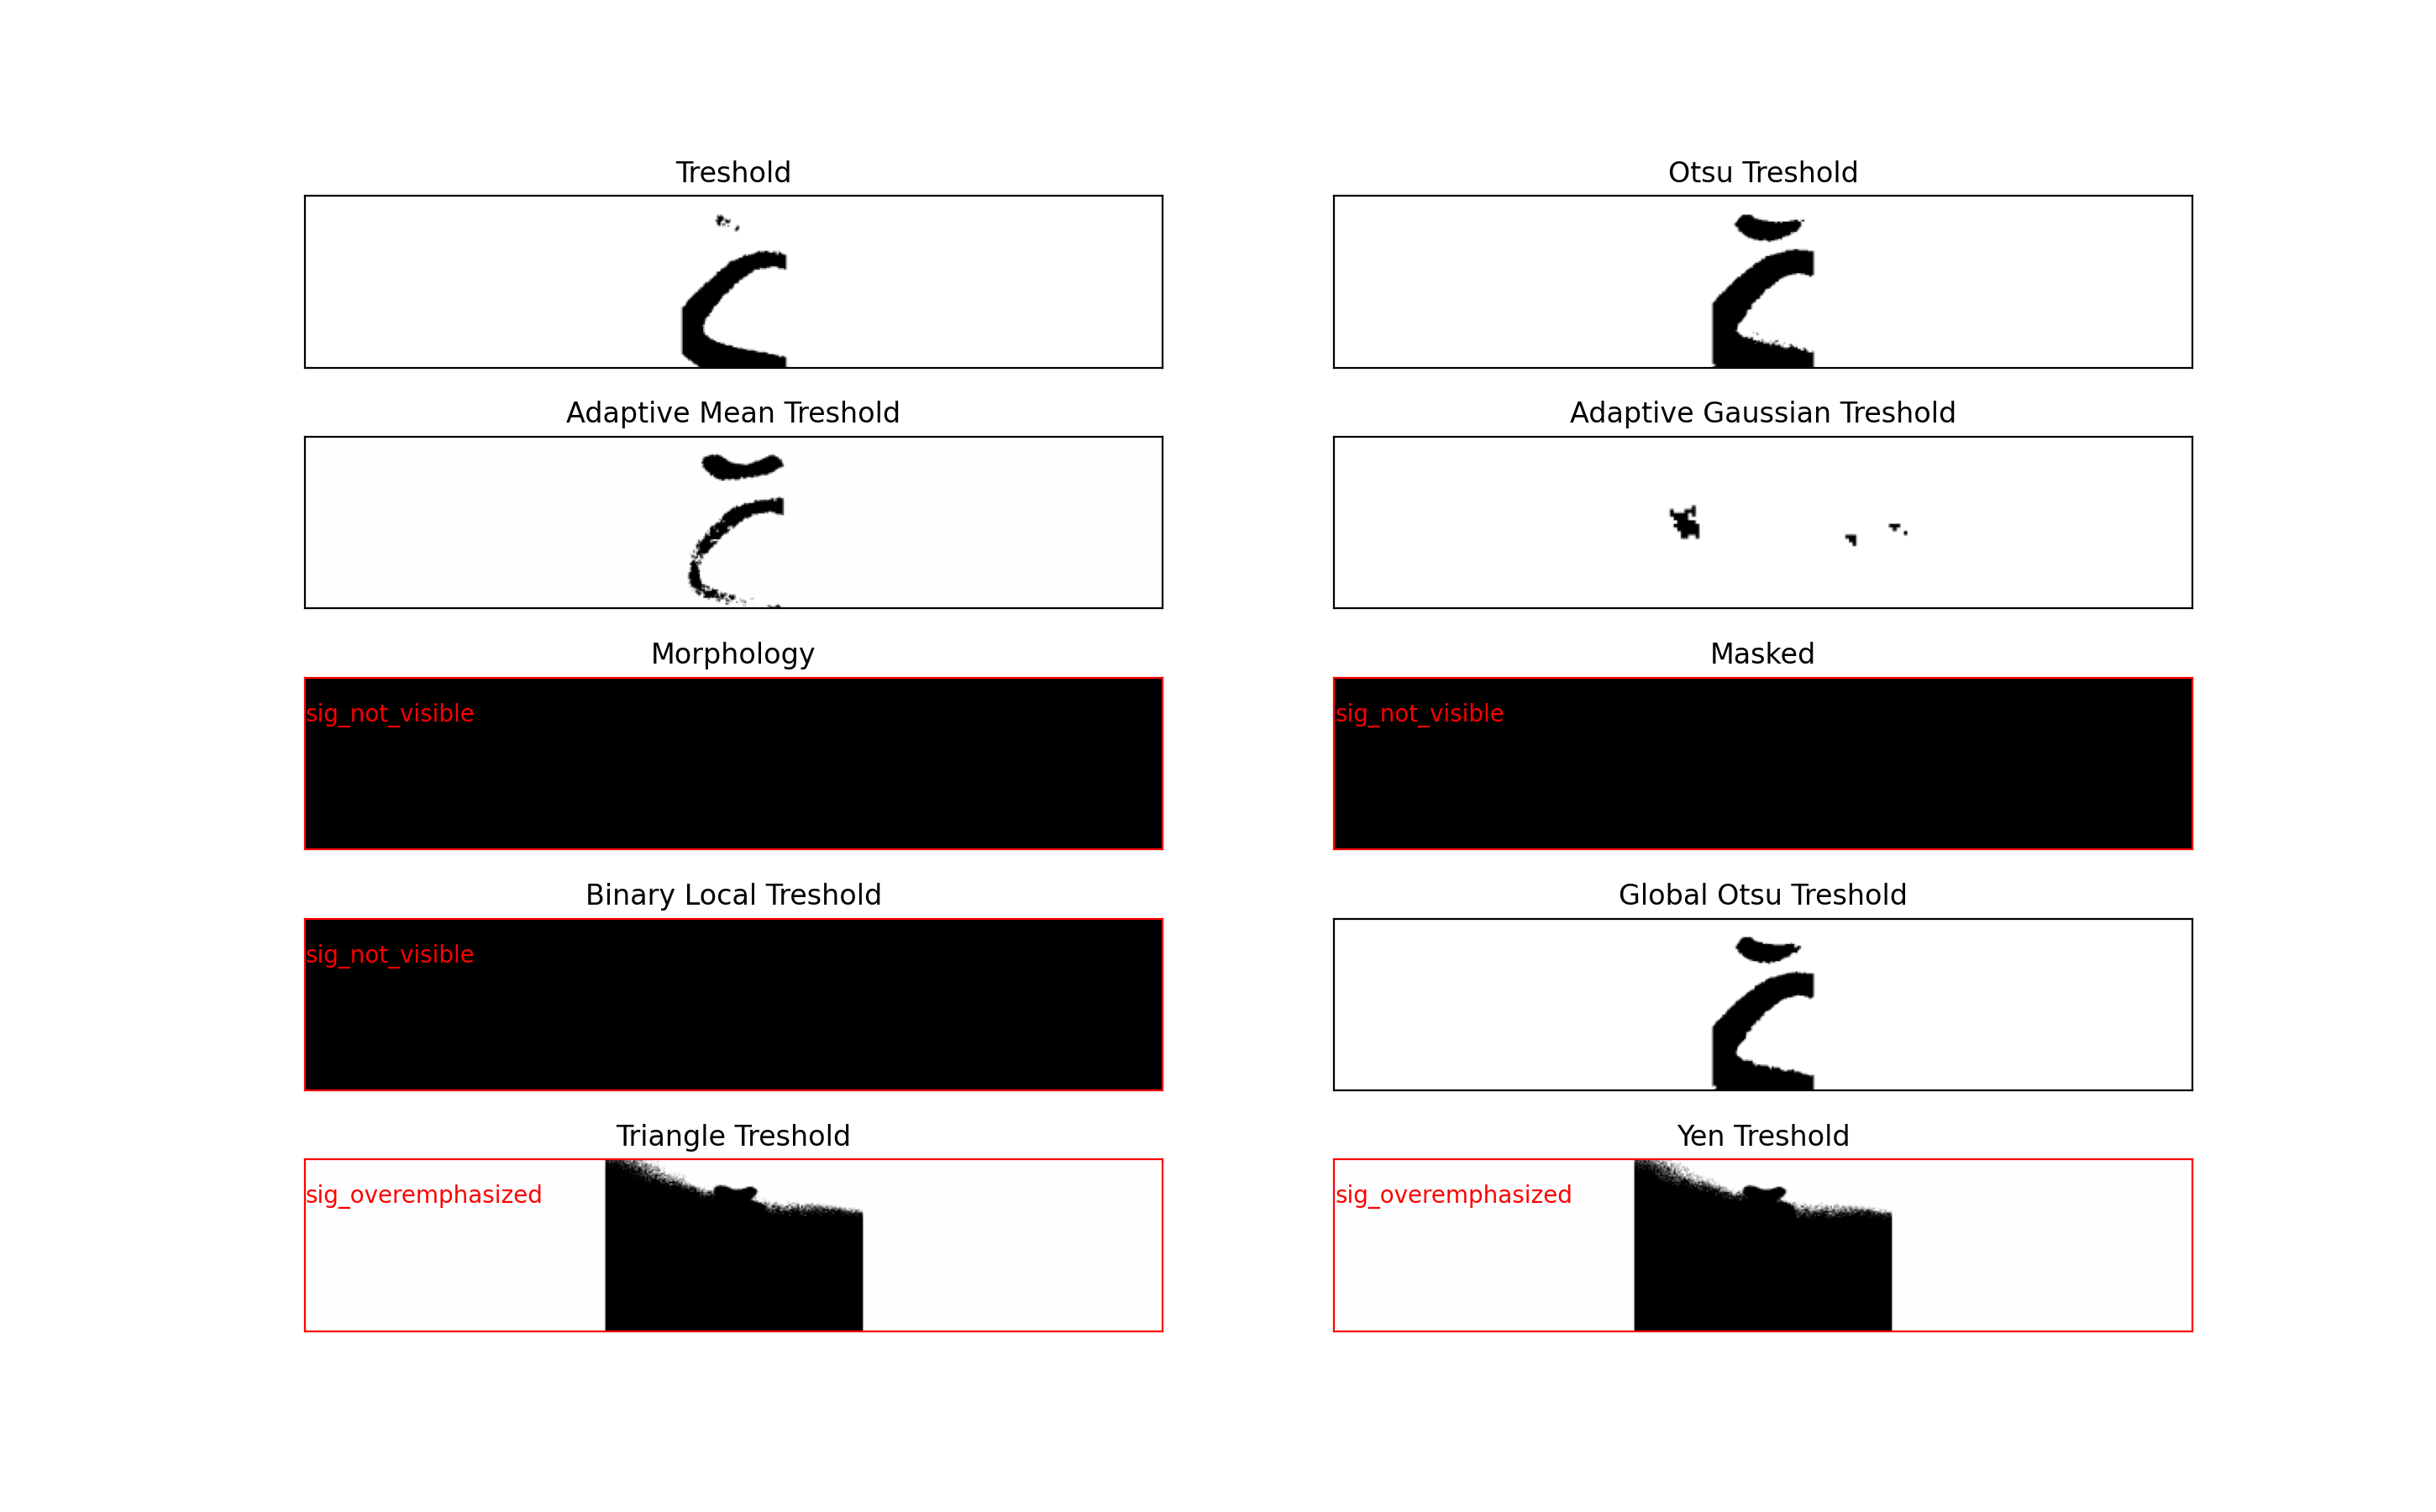 Treshold
Otsu Treshold
Adaptive Mean Treshold
Adaptive Gaussian Treshold
Morphology
Masked
sig_not_visible
sig_not_visible
Binary Local Treshold
Global Otsu Treshold
sig_not_visible
Triangle Treshold
Yen Treshold
sig_overemphasized
sig_overemphasized